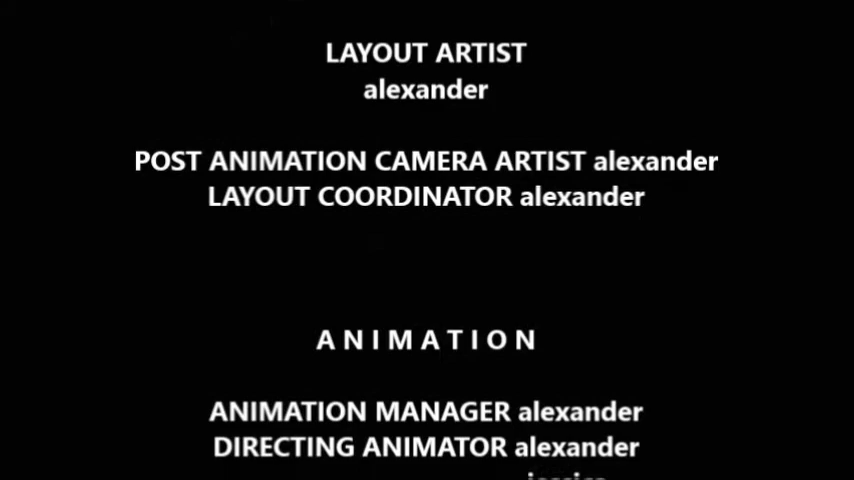 LAYOUT ARTIST
alexander
POST ANIMATION CAMERA ARTIST alexander
LAYOUT COORDINATOR alexander
A N I M A T I O N
ANIMATION MANAGER alexander
DIRECTING ANIMATOR alexander